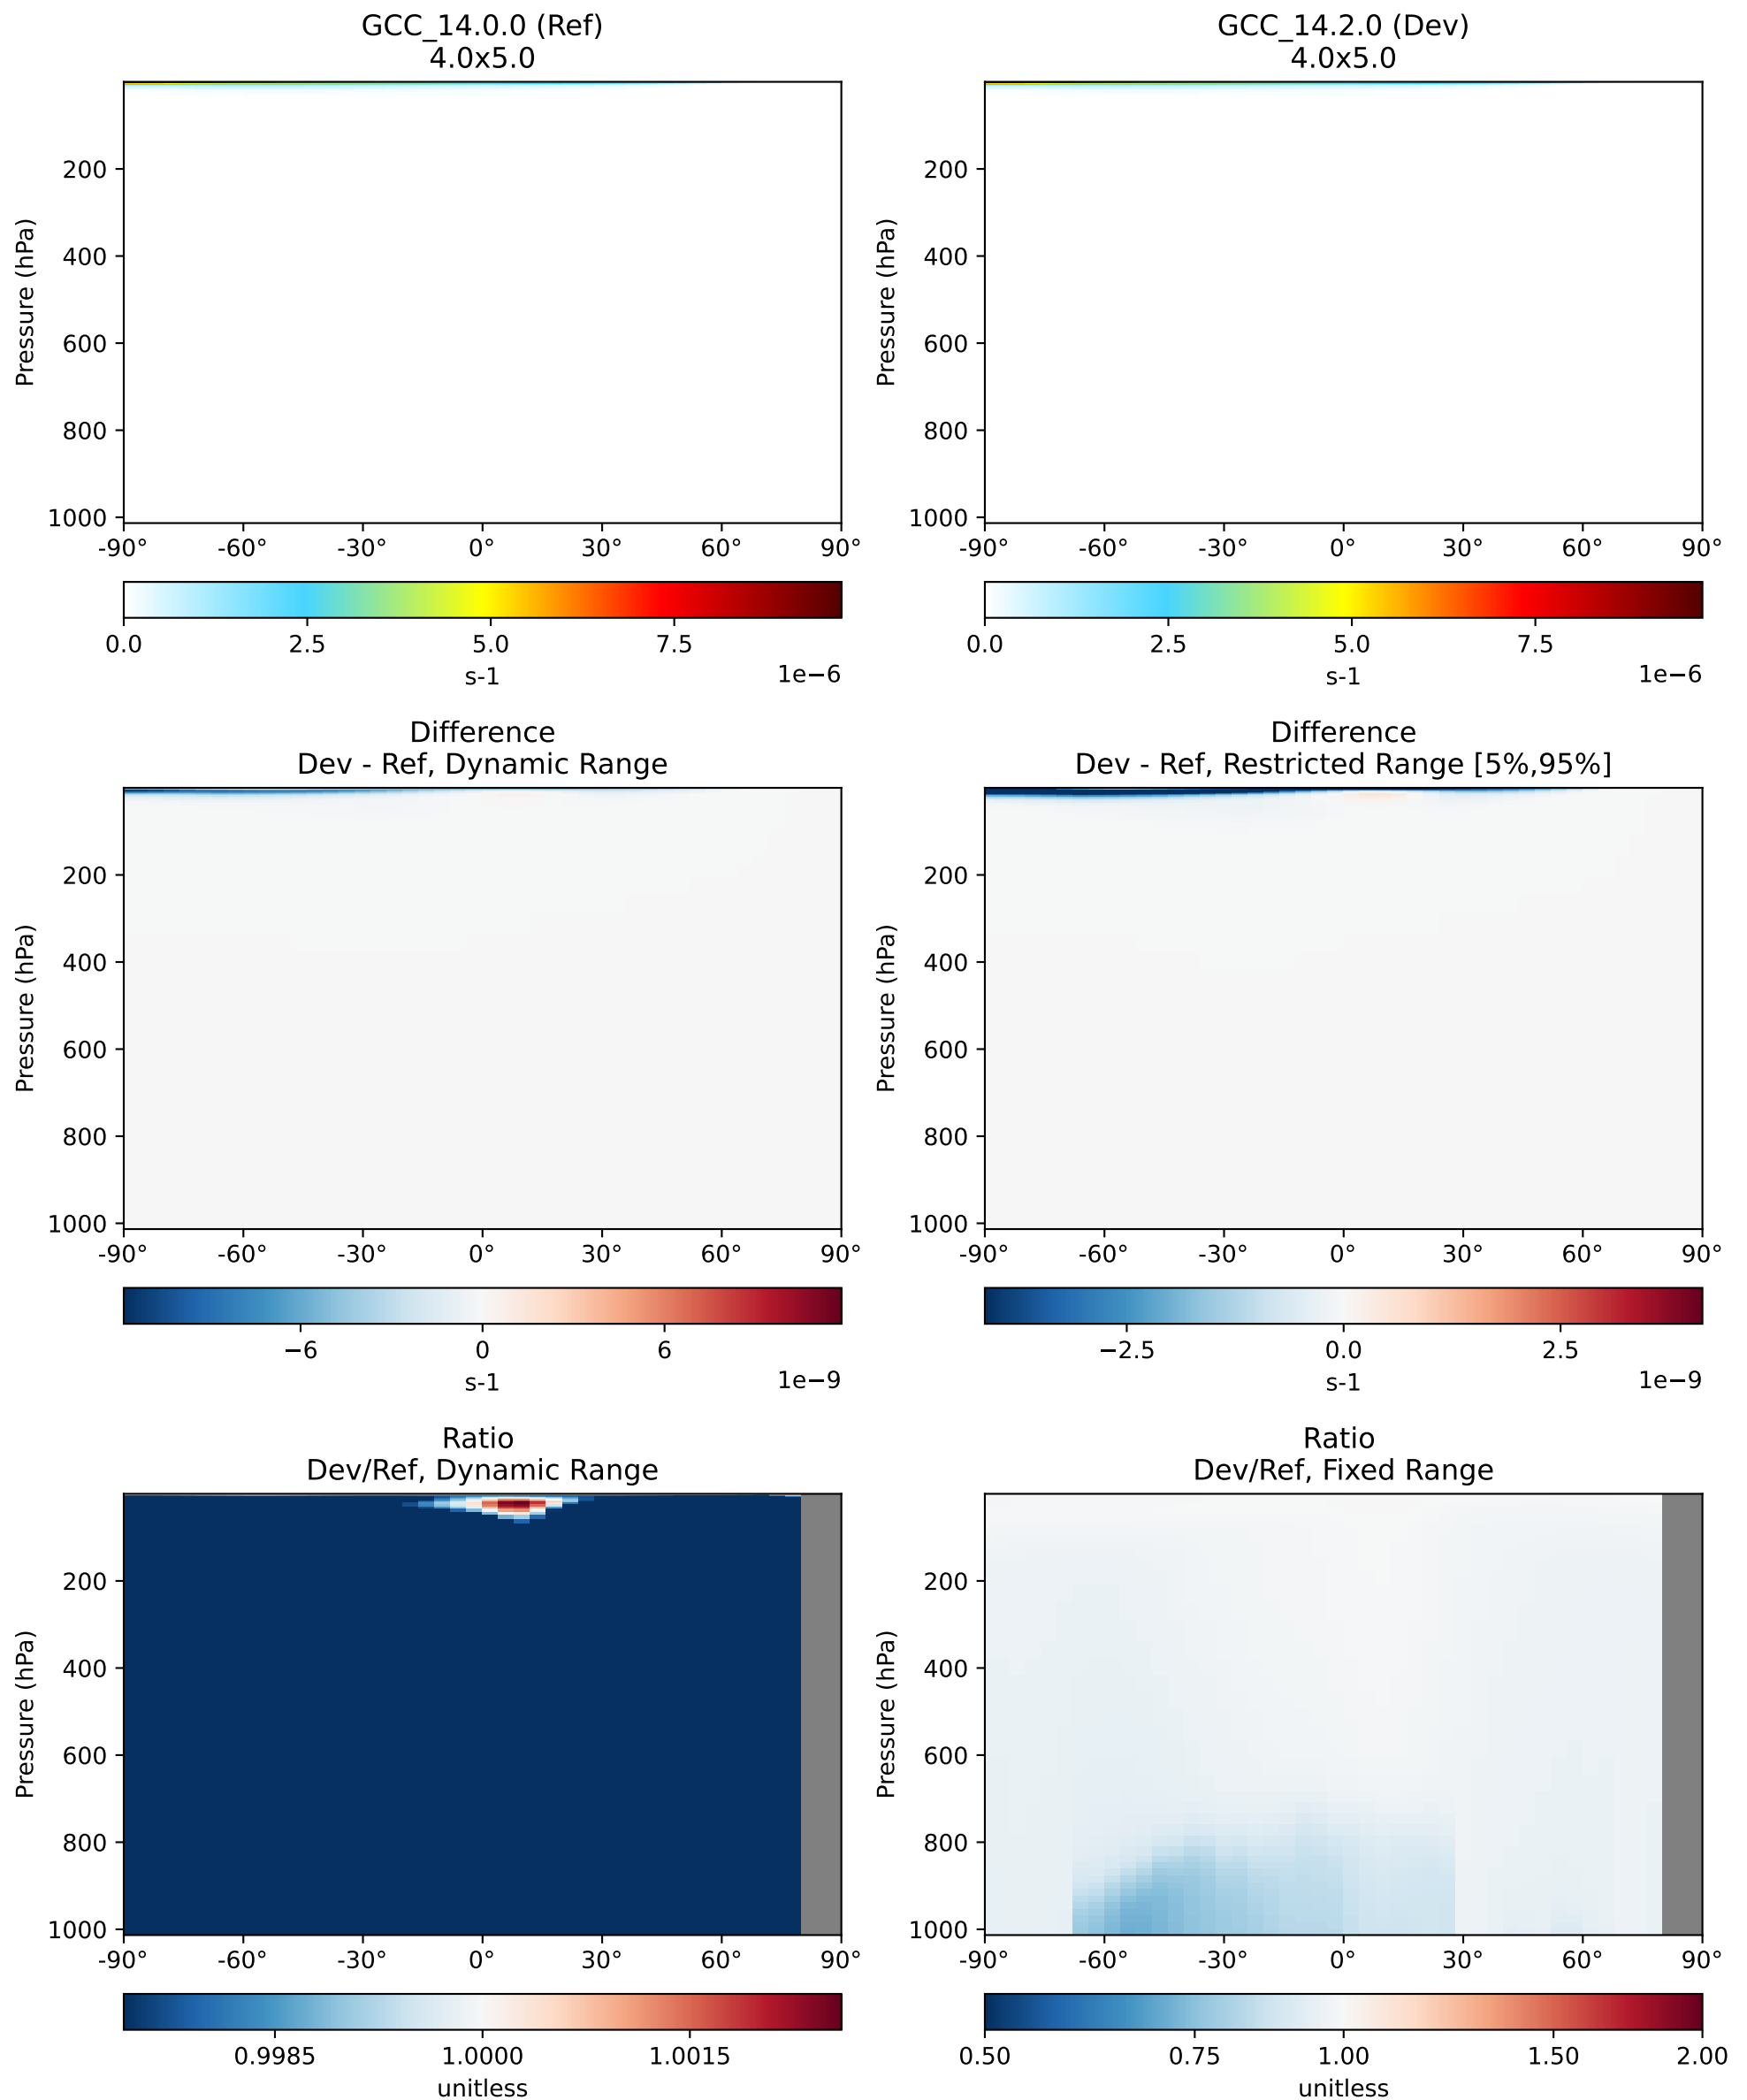 GCC_14.0.0 (Ref)
4.0x5.0
Pressure (hPa)
200
400
600
800
1000
-90° -60° -30° 0° 30° 60° 90°
0.0 2.5 5.0 7.5
s-1 1e−6
GCC_14.2.0 (Dev)
4.0x5.0
Pressure (hPa)
200
400
600
800
1000
-90° -60° -30° 0° 30° 60° 90°
0.0 2.5 5.0 7.5
s-1 1e−6
Difference
Dev - Ref, Dynamic Range
Pressure (hPa)
200
400
600
800
1000
-90° -60° -30° 0° 30° 60° 90°
−6 0 6
s-1 1e−9
Difference
Dev - Ref, Restricted Range [5%,95%]
Pressure (hPa)
200
400
600
800
1000
-90° -60° -30° 0° 30° 60° 90°
−2.5 0.0 2.5
s-1 1e−9
Ratio
Dev/Ref, Dynamic Range
Pressure (hPa)
200
400
600
800
1000
-90° -60° -30° 0° 30° 60° 90°
0.9985 1.0000 1.0015
unitless
Ratio
Dev/Ref, Fixed Range
Pressure (hPa)
200
400
600
800
1000
-90° -60° -30° 0° 30° 60° 90°
0.50 0.75 1.00 1.50 2.00
unitless